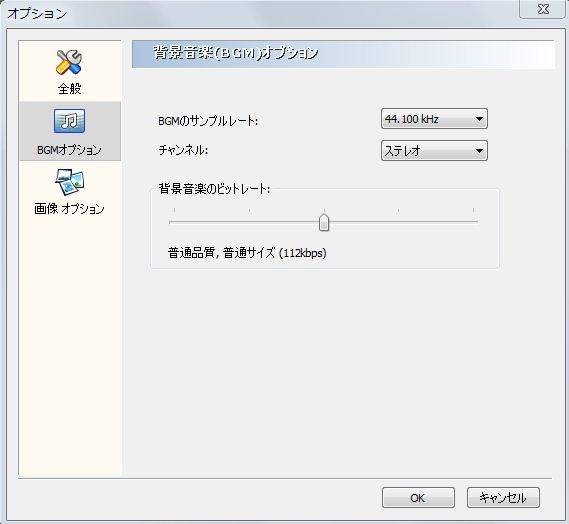 オプション
全般
BGMオプション
画像 オプション
背景音楽(BGM)オプション
BGMのサンプルレート:
44.100 kHz
チャンネル:
ステレオ
背景音楽のビットレート:
普通品質, 普通サイズ (112kbps)
OK
キャンセル